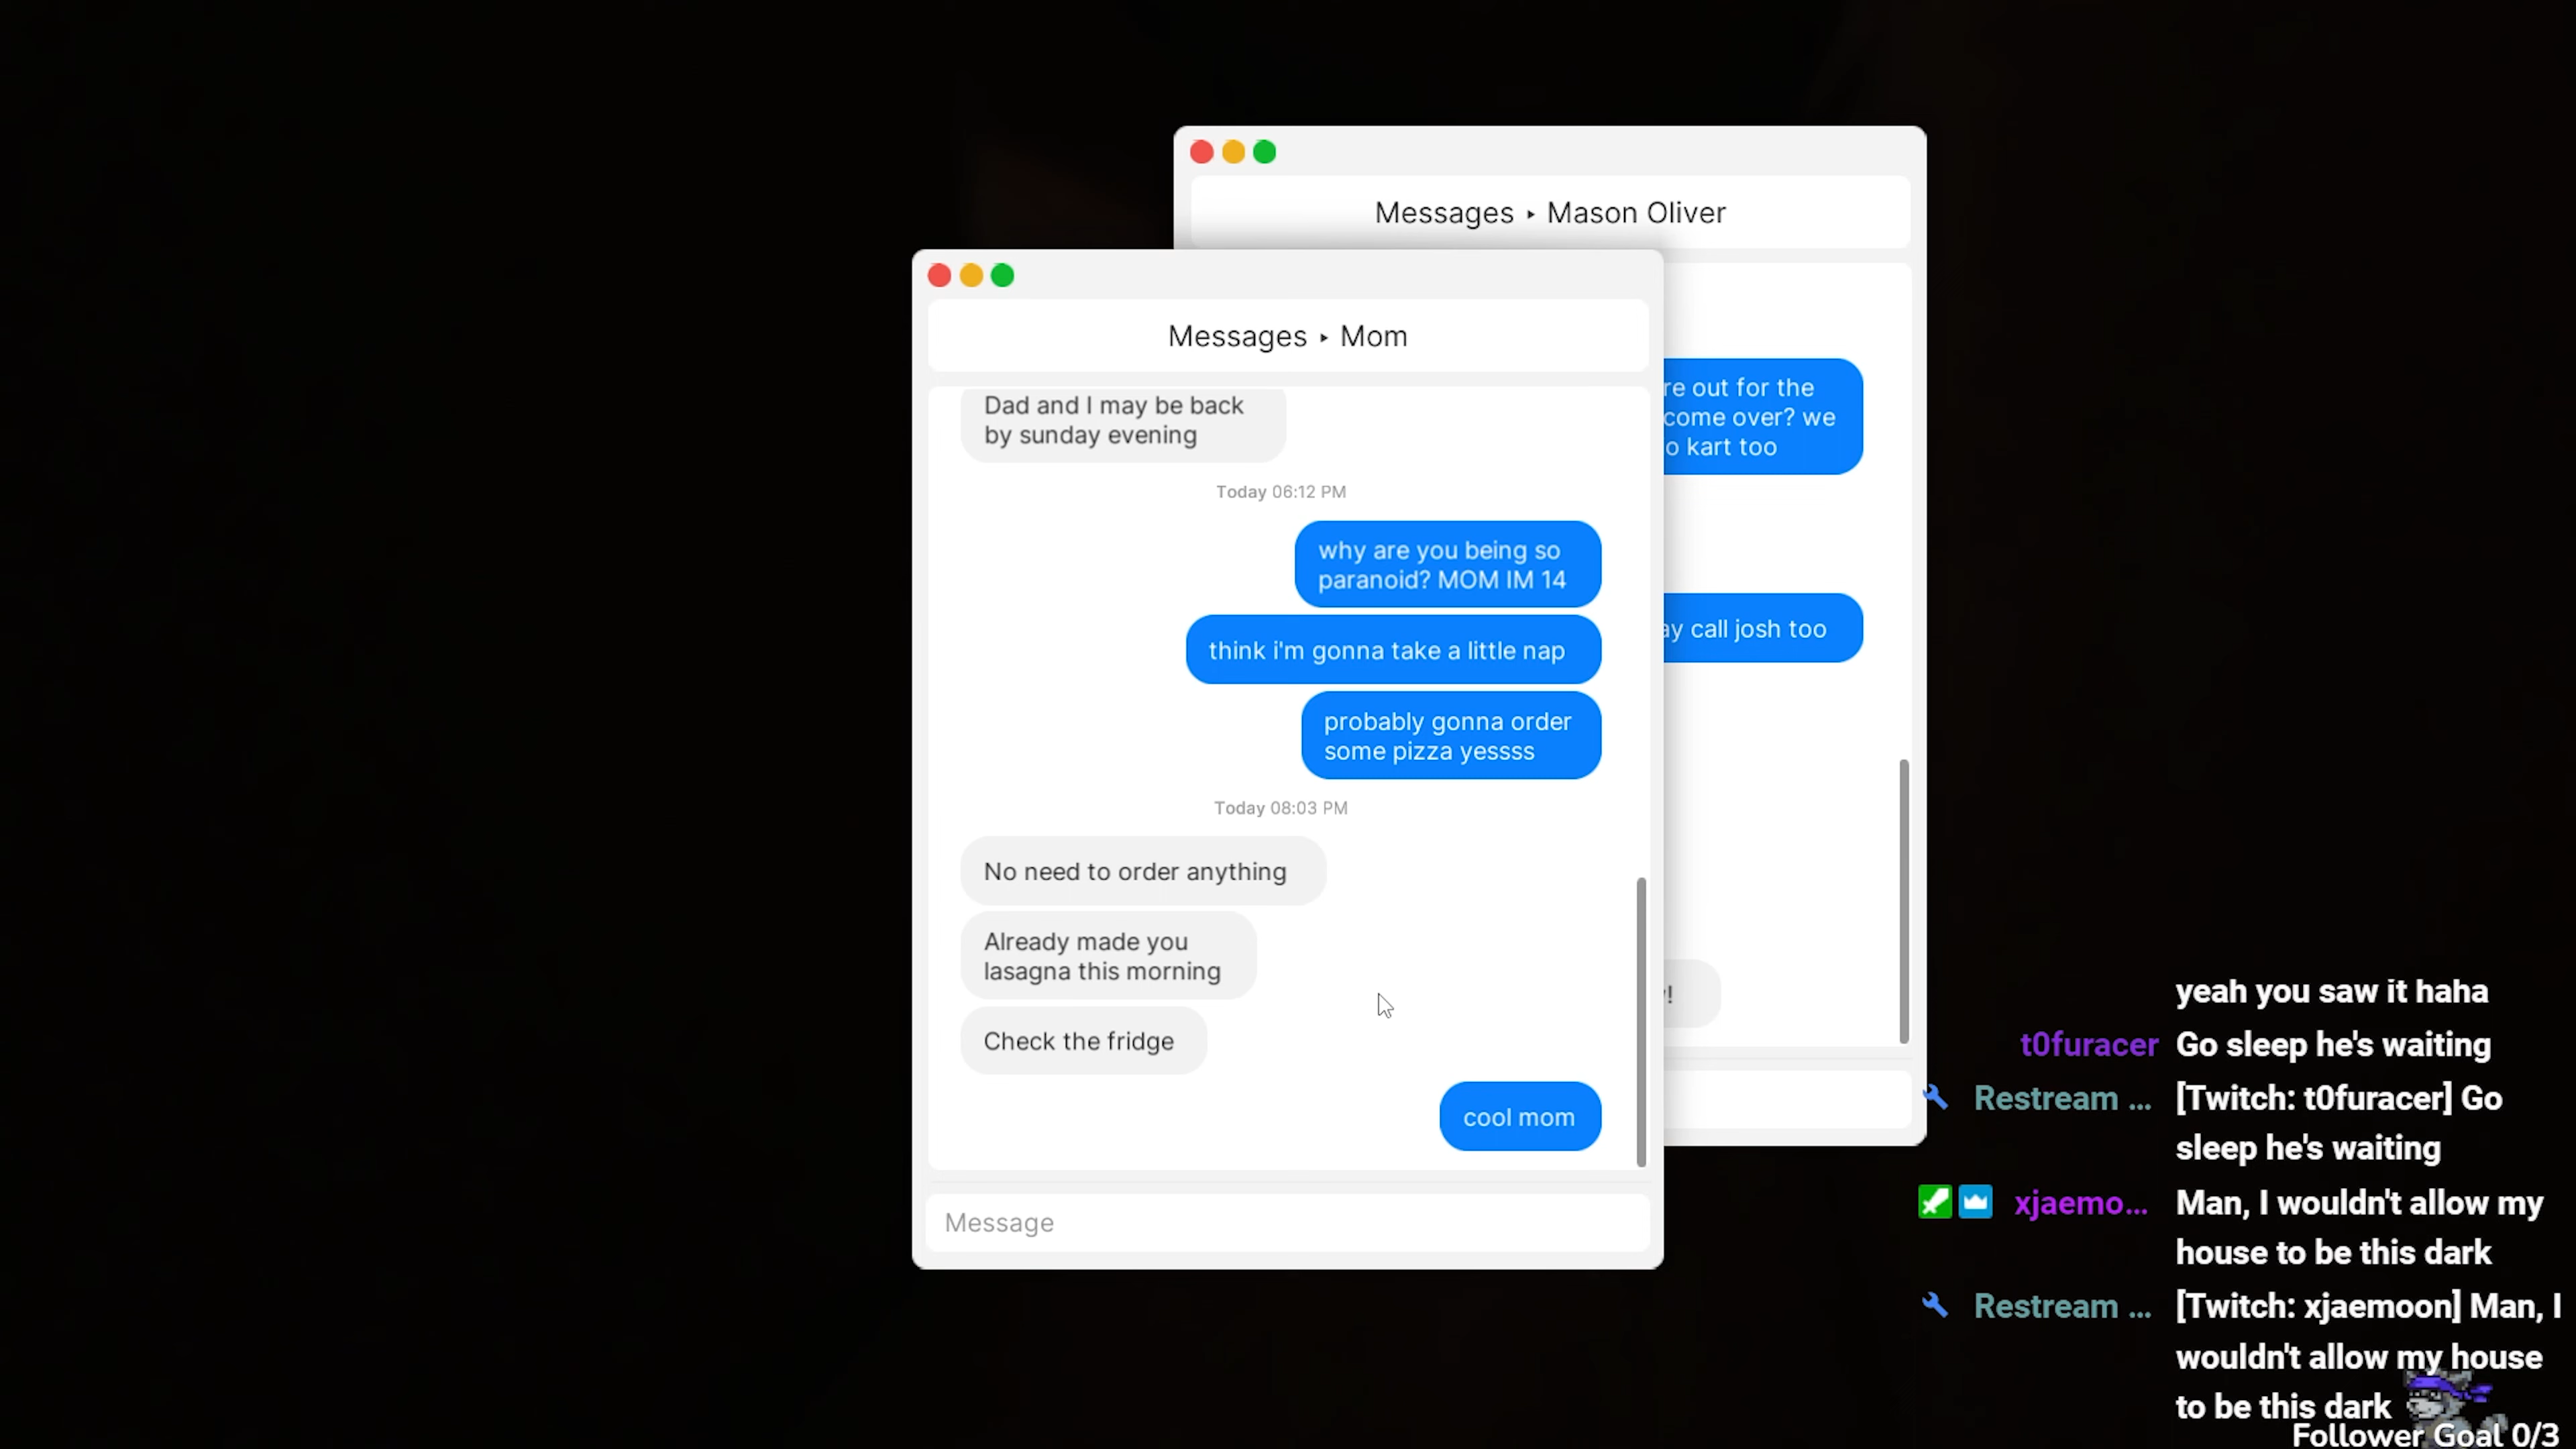 Messages ▸ Mason Oliver
re out for the
come over? we
o kart too
ay call josh too
!
Messages ▸ Mom
Dad and I may be back
by sunday evening
Today 06:12 PM
why are you being so
paranoid? MOM IM 14
think i'm gonna take a little nap
probably gonna order
some pizza yessss
Today 08:03 PM
No need to order anything
Already made you
lasagna this morning
Check the fridge
cool mom
Message
yeah you saw it haha
t0furacer Go sleep he's waiting
Restream ... [Twitch: t0furacer] Go
sleep he's waiting
xjaemo... Man, I wouldn't allow my
house to be this dark
Restream ... [Twitch: xjaemoon] Man, I
wouldn't allow my house
to be this dark
Follower Goal 0/3